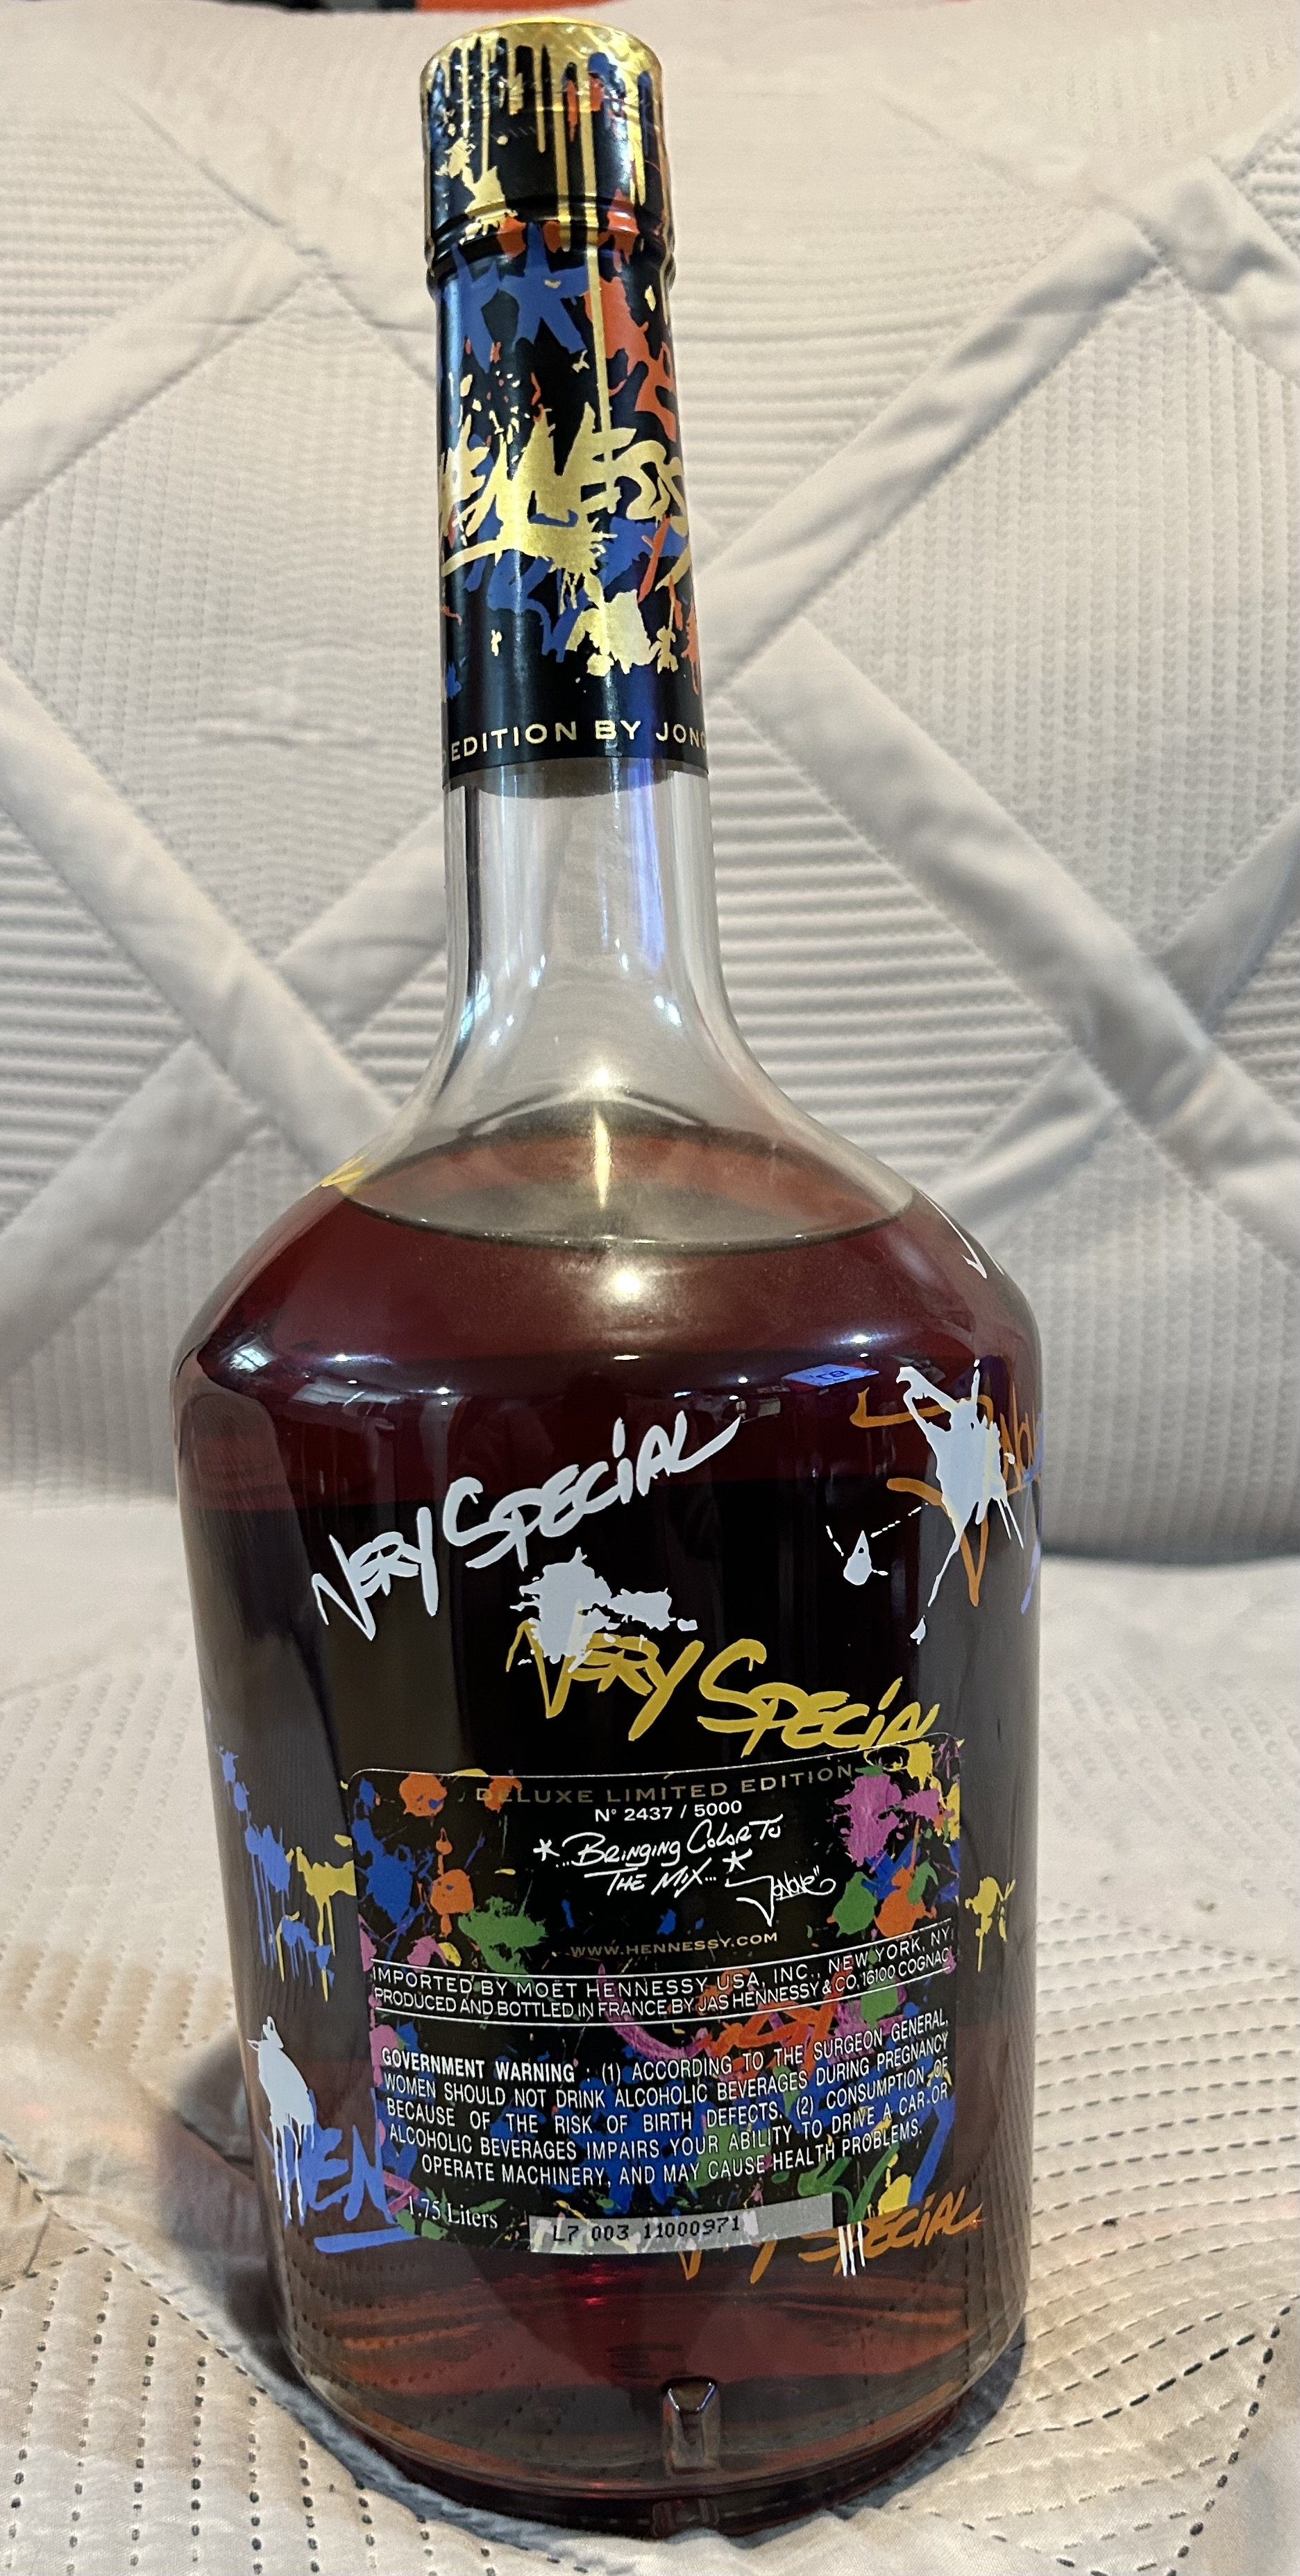 EDITION BY JONO
VERY SPECIAL
VERY SPECIAL
DELUXE LIMITED EDITION
N° 2437 / 5000
*...BRINGING COLOR TO
THE MIX...*
JonOne"
WWW.HENNESSY.COM
IMPORTED BY MOËT HENNESSY USA, INC., NEW YORK, NY.
PRODUCED AND BOTTLED IN FRANCE BY JAS HENNESSY & CO, 16100 COGNAC
GOVERNMENT WARNING : (1) ACCORDING TO THE SURGEON GENERAL,
WOMEN SHOULD NOT DRINK ALCOHOLIC BEVERAGES DURING PREGNANCY
BECAUSE OF THE RISK OF BIRTH DEFECTS. (2) CONSUMPTION OF
ALCOHOLIC BEVERAGES IMPAIRS YOUR ABILITY TO DRIVE A CAR OR
OPERATE MACHINERY, AND MAY CAUSE HEALTH PROBLEMS.
HEN
1.75 Liters
L7 003 11000971
SPECIAL